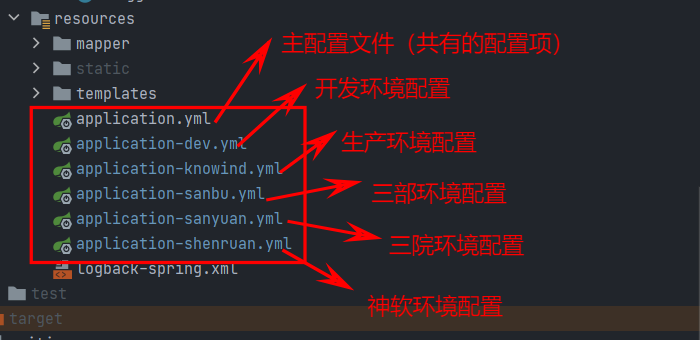 resources
mapper
主配置文件（共有的配置项）
static
templates
开发环境配置
application.yml
application-dev.yml
生产环境配置
application-knowind.yml
application-sanbu.yml
三部环境配置
application-sanyuan.yml
三院环境配置
application-shenruan.yml
logback-spring.xml
test
神软环境配置
target